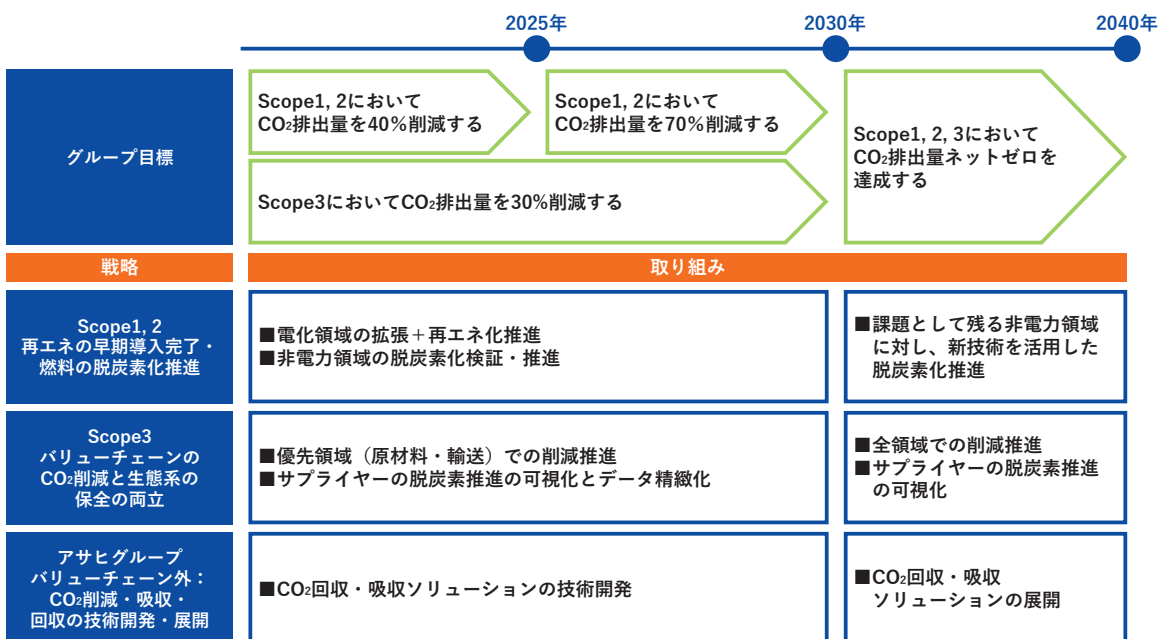 2025年
2030年
2040年
グループ目標
Scope1, 2において
CO₂排出量を40%削減する
Scope1, 2において
CO₂排出量を70%削減する
Scope3においてCO₂排出量を30%削減する
Scope1, 2, 3において
CO₂排出量ネットゼロを
達成する
戦略
取り組み
Scope1, 2
再エネの早期導入完了・
燃料の脱炭素化推進
■電化領域の拡張＋再エネ化推進
■非電力領域の脱炭素化検証・推進
■課題として残る非電力領域
に対し、新技術を活用した
脱炭素化推進
Scope3
バリューチェーンの
CO₂削減と生態系の
保全の両立
■優先領域（原材料・輸送）での削減推進
■サプライヤーの脱炭素推進の可視化とデータ精緻化
■全領域での削減推進
■サプライヤーの脱炭素推進
の可視化
アサヒグループ
バリューチェーン外：
CO₂削減・吸収・
回収の技術開発・展開
■CO₂回収・吸収ソリューションの技術開発
■CO₂回収・吸収
ソリューションの展開